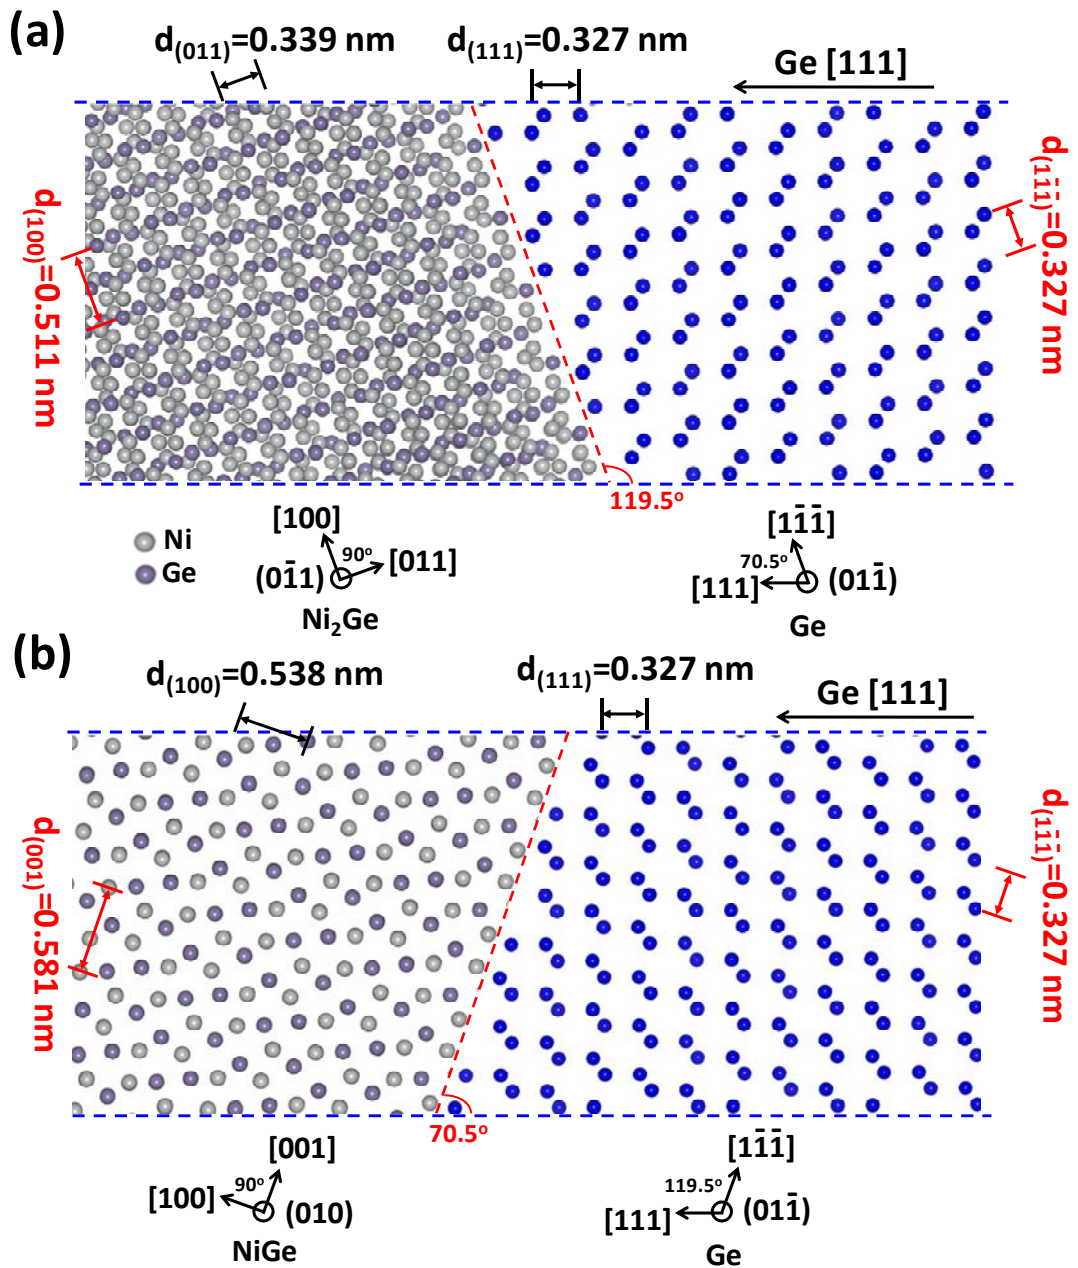 (a)
d(011)=0.339 nm
d(111)=0.327 nm
Ge [111]
d(100)=0.511 nm
d(11̄1̄)=0.327 nm
119.5°
Ni
Ge
[100]
90°
[011]
(01̄1)
Ni₂Ge
[11̄1̄]
70.5°
[111]
(011̄)
Ge
(b)
d(100)=0.538 nm
d(111)=0.327 nm
Ge [111]
d(001)=0.581 nm
d(11̄1̄)=0.327 nm
70.5°
[001]
90°
[100]
(010)
NiGe
[11̄1̄]
119.5°
[111]
(011̄)
Ge